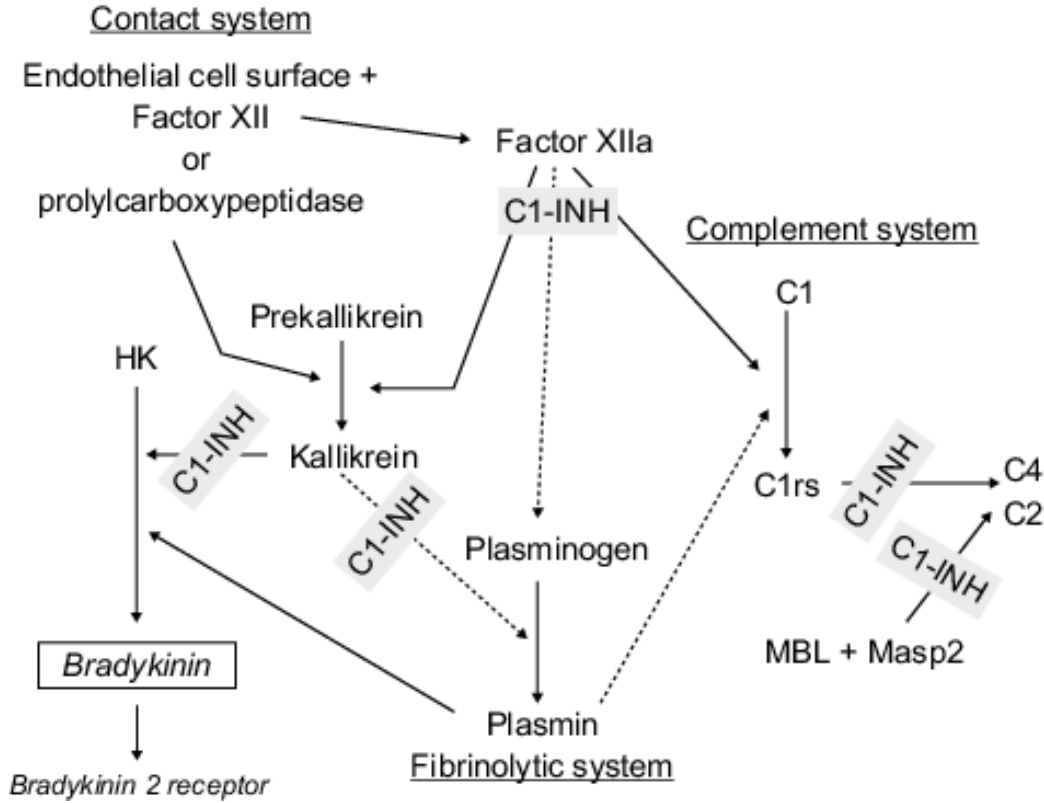 Contact system
Endothelial cell surface +
Factor XII
or
prolylcarboxypeptidase
Factor XIIa
C1-INH
Complement system
C1
Prekallikrein
HK
C1-INH
Kallikrein
C1-INH
C1rs
C1-INH
C4
C2
C1-INH
Plasminogen
MBL + Masp2
Bradykinin
Plasmin
Fibrinolytic system
Bradykinin 2 receptor